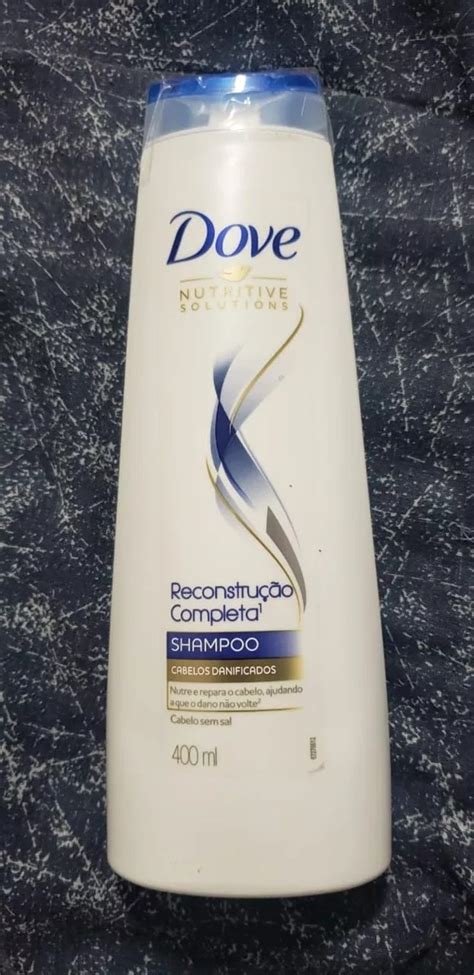 Dove
NUTRITIVE
SOLUTIONS
Reconstrução
Completa¹
SHAMPOO
CABELOS DANIFICADOS
Nutre e repara o cabelo, ajudando
a que o dano não volte²
Cabelo sem sal
400 ml